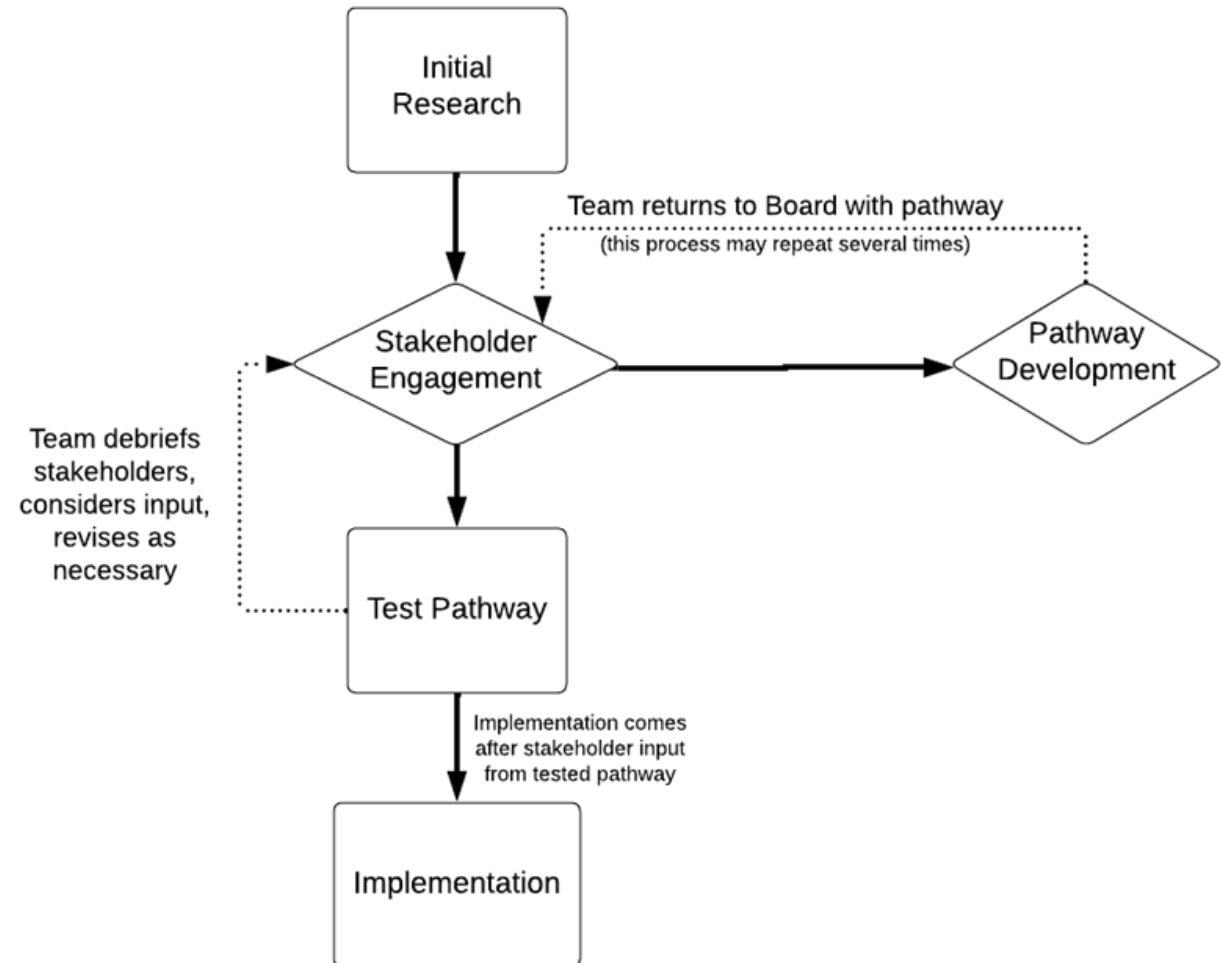 Initial
Research
Team returns to Board with pathway
(this process may repeat several times)
Stakeholder
Engagement
Pathway
Development
Team debriefs
stakeholders,
considers input,
revises as
necessary
Test Pathway
Implementation comes
after stakeholder input
from tested pathway
Implementation